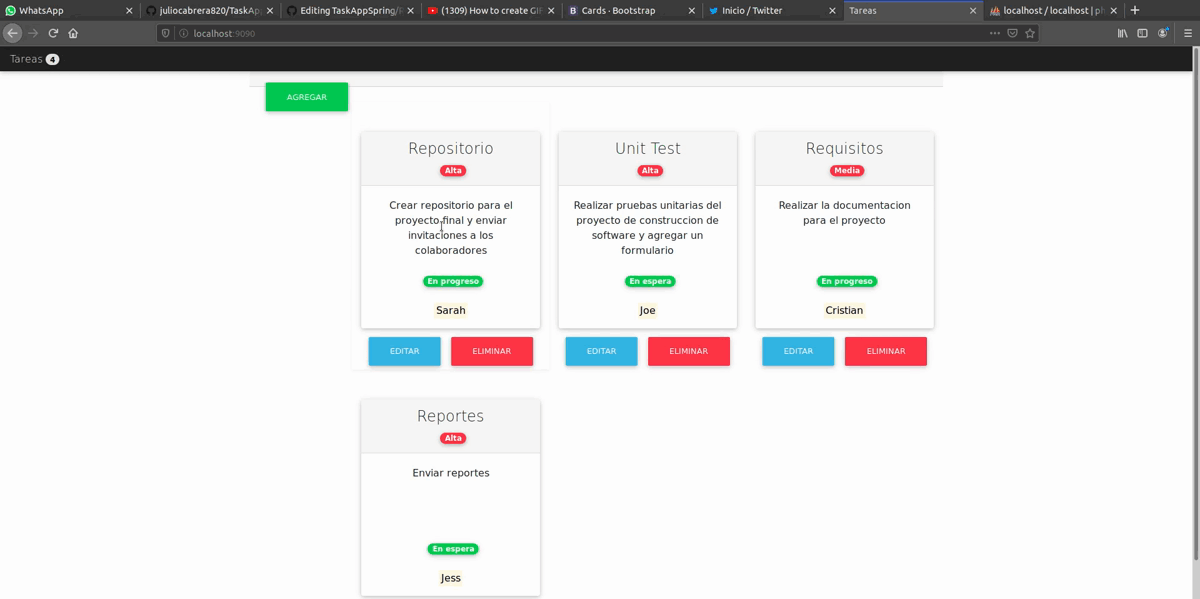 WhatsApp
juliocabrera820/TaskAp
Editing TaskAppSpring/
(1309) How to create GI
Cards · Bootstrap
Inicio / Twitter
Tareas
localhost / localhost | p
localhost:9090
Tareas 4
AGREGAR
Repositorio
Alta
Crear repositorio para el
proyecto final y enviar
invitaciones a los
colaboradores
En progreso
Sarah
EDITAR ELIMINAR
Unit Test
Alta
Realizar pruebas unitarias del
proyecto de construccion de
software y agregar un
formulario
En espera
Joe
EDITAR ELIMINAR
Requisitos
Media
Realizar la documentacion
para el proyecto
En progreso
Cristian
EDITAR ELIMINAR
Reportes
Alta
Enviar reportes
En espera
Jess